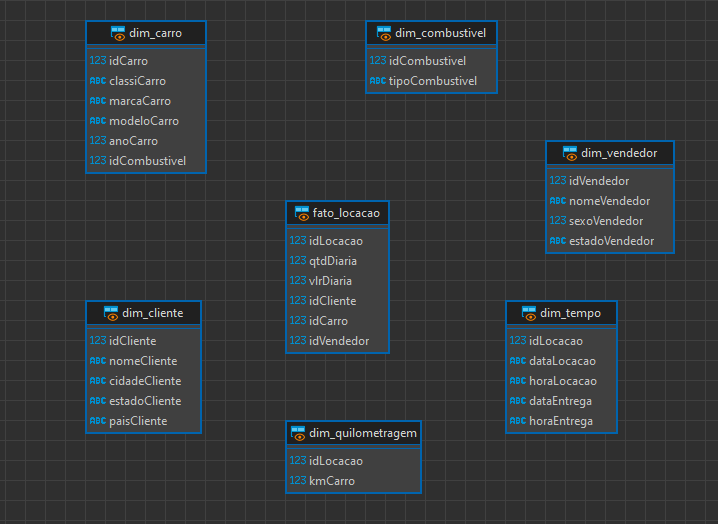 dim_carro
123 idCarro
ABC classiCarro
ABC marcaCarro
ABC modeloCarro
123 anoCarro
123 idCombustivel
dim_combustivel
123 idCombustivel
ABC tipoCombustivel
dim_vendedor
123 idVendedor
ABC nomeVendedor
123 sexoVendedor
ABC estadoVendedor
fato_locacao
123 idLocacao
123 qtdDiaria
123 vlrDiaria
123 idCliente
123 idCarro
123 idVendedor
dim_cliente
123 idCliente
ABC nomeCliente
ABC cidadeCliente
ABC estadoCliente
ABC paisCliente
dim_tempo
123 idLocacao
ABC dataLocacao
ABC horaLocacao
ABC dataEntrega
ABC horaEntrega
dim_quilometragem
123 idLocacao
123 kmCarro